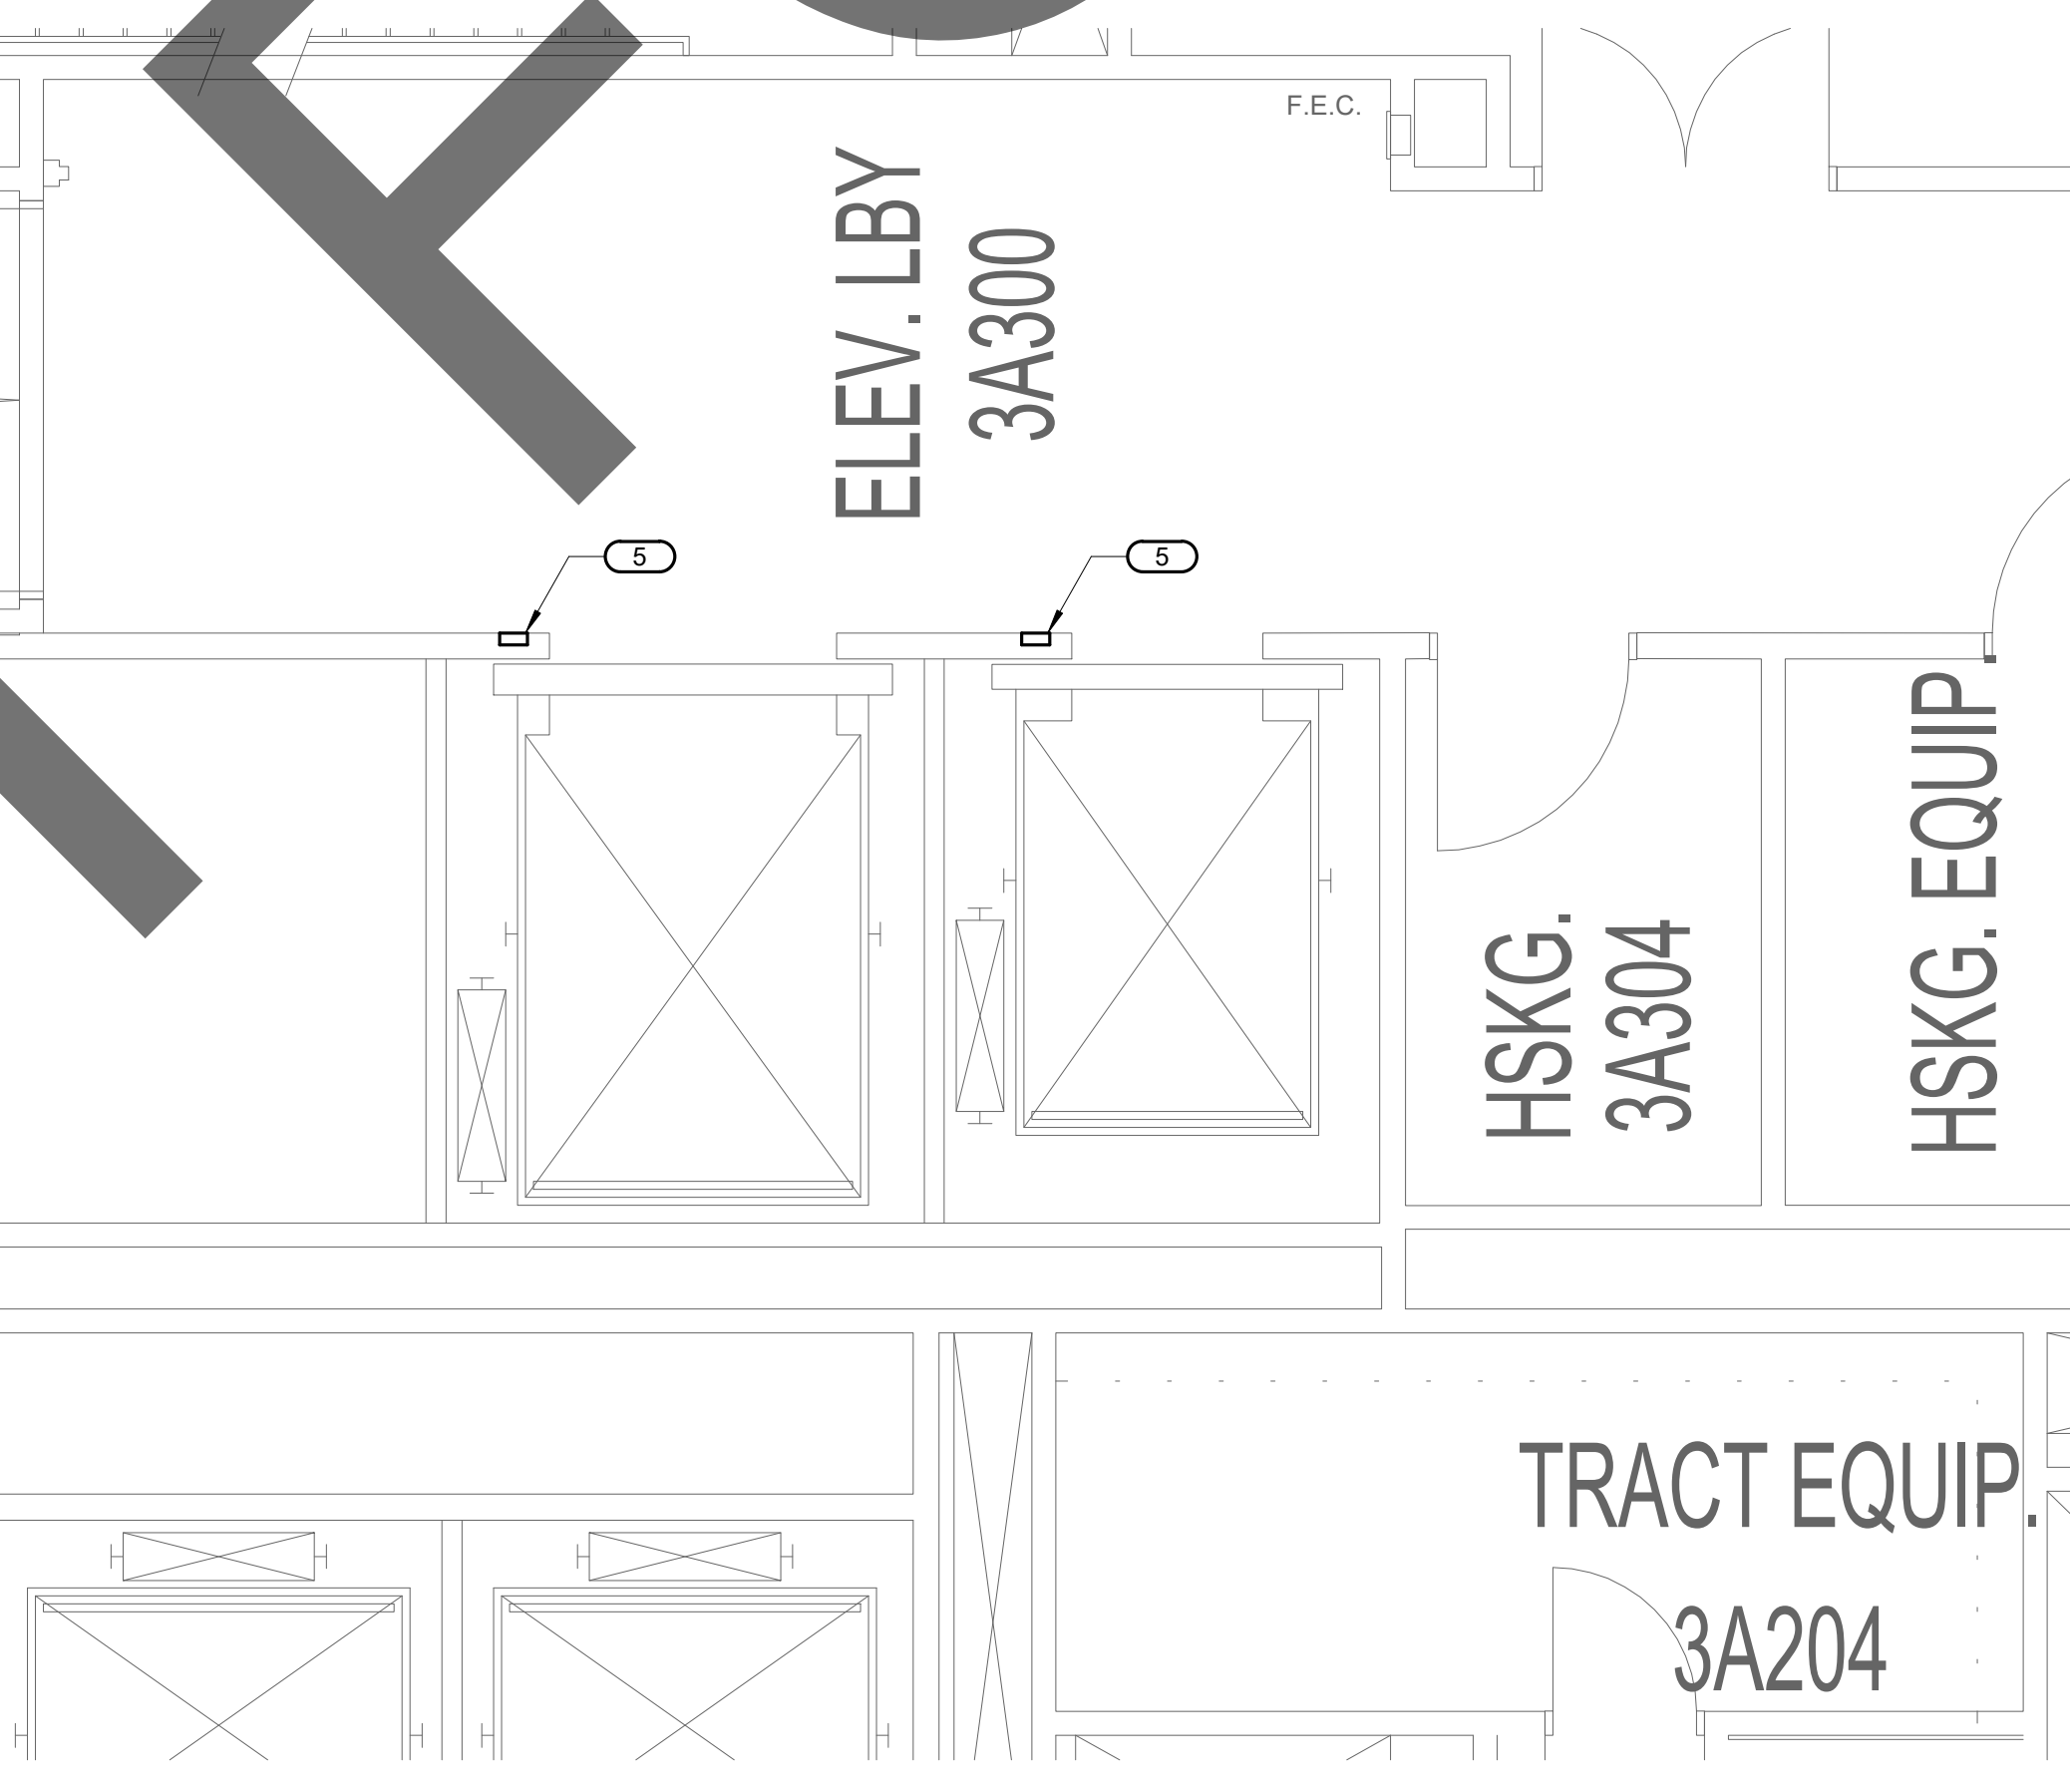 F.E.C.
ELEV. LBY
3A300
5
5
HSKG.
3A304
HSKG. EQUIP.
TRACT EQUIP.
3A204